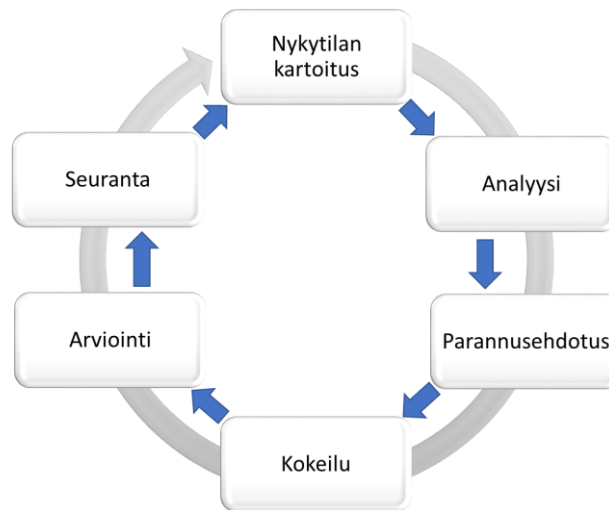 Nykytilan
kartoitus
Analyysi
Parannusehdotus
Kokeilu
Arviointi
Seuranta